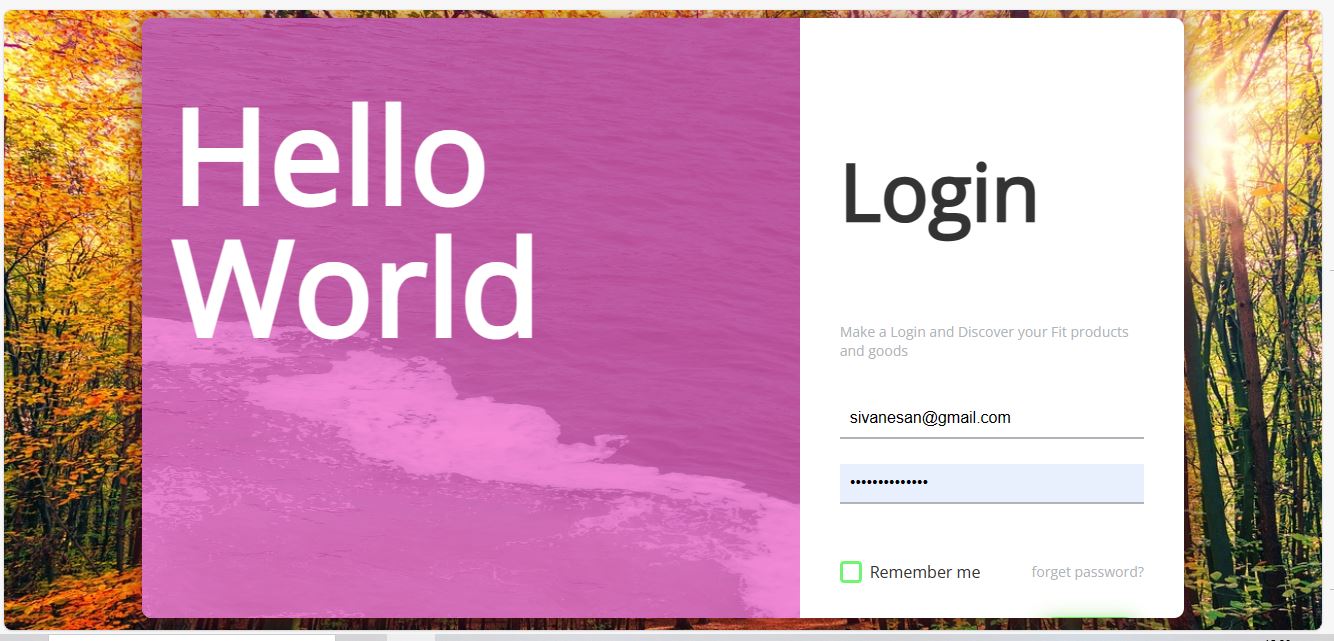 Hello
World
Login
Make a Login and Discover your Fit products
and goods
sivanesan@gmail.com
••••••••••••••
Remember me
forget password?